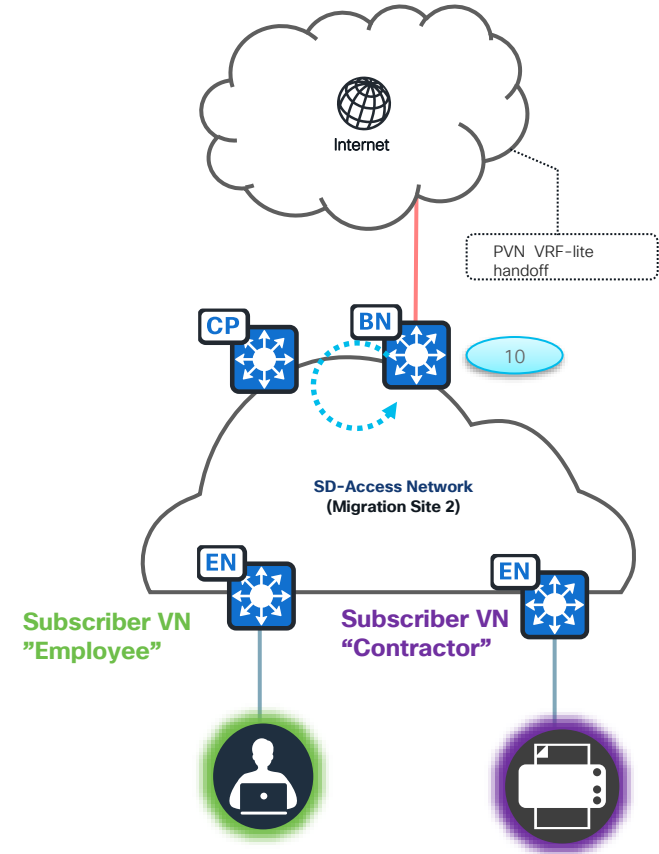 Internet
PVN VRF-lite
handoff
CP
BN
10
SD-Access Network
(Migration Site 2)
EN
EN
Subscriber VN
”Employee”
Subscriber VN
“Contractor”